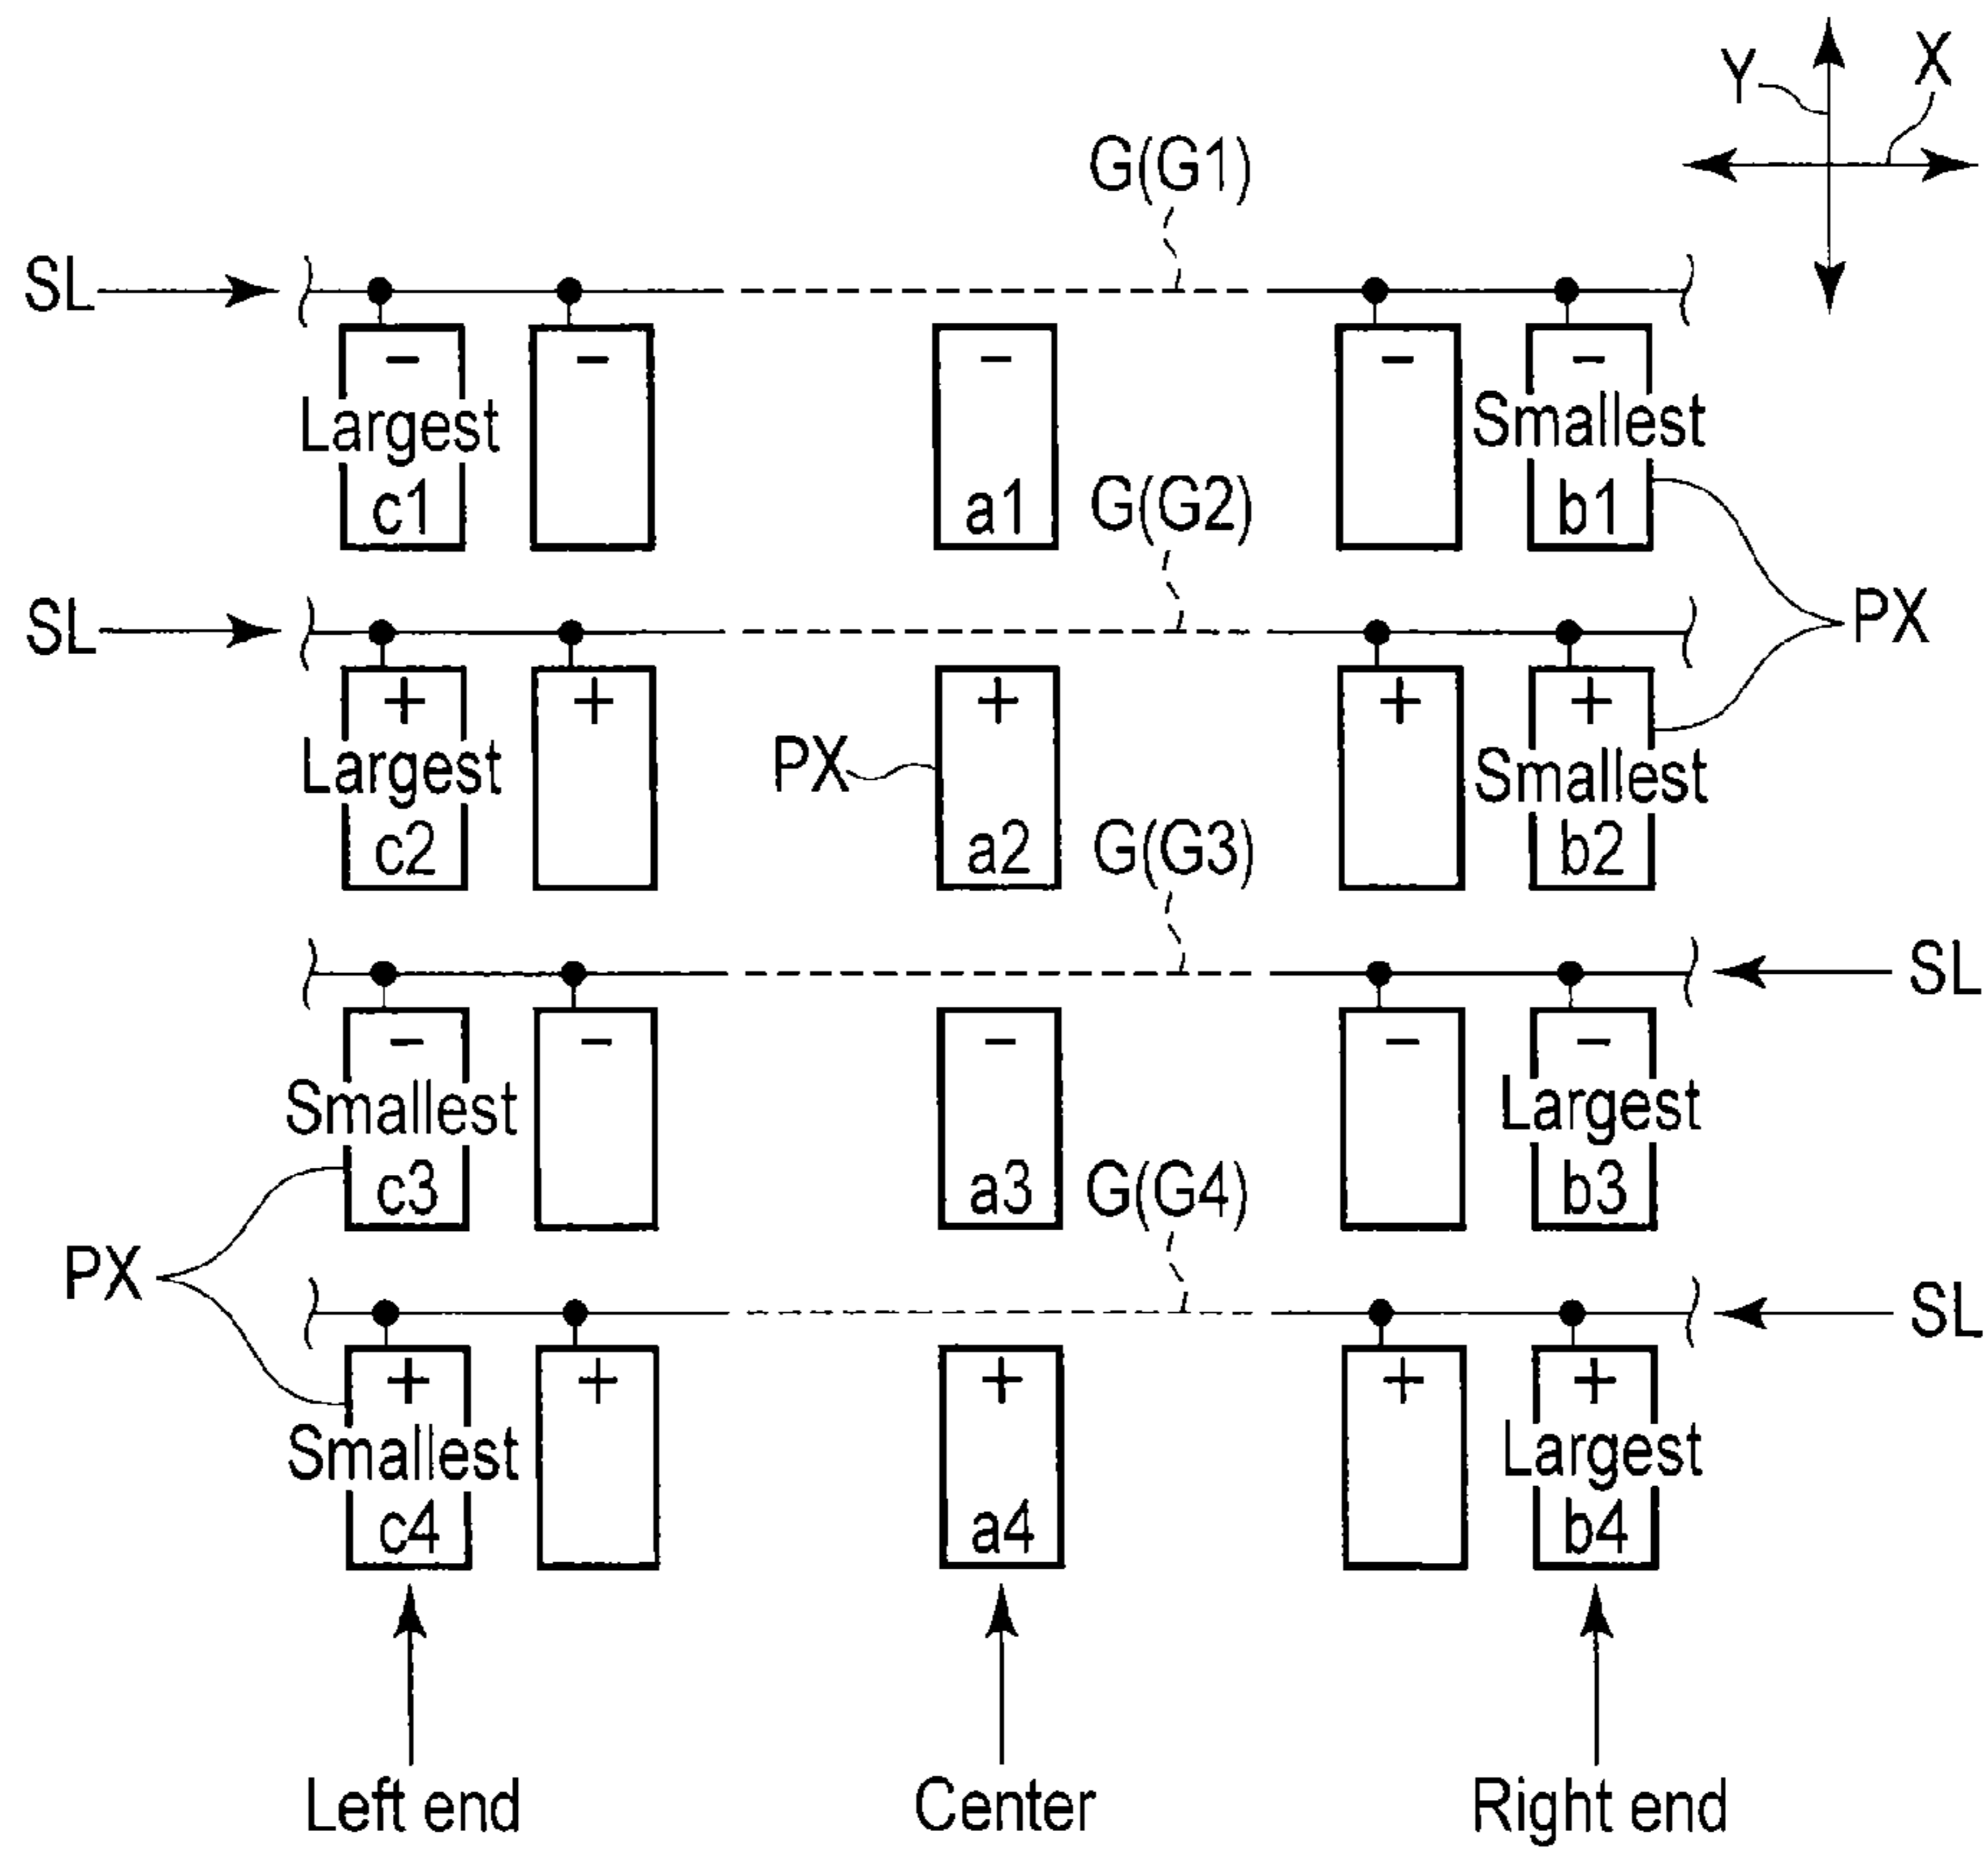 Y X
G(G1)
SL
− − − − −
Largest Smallest
c1 a1 G(G2) b1
SL PX
+ + + + +
Largest PX Smallest
c2 a2 G(G3) b2
SL
− − − − −
Smallest Largest
c3 a3 G(G4) b3
PX
SL
+ + + + +
Smallest Largest
c4 a4 b4
Left end Center Right end